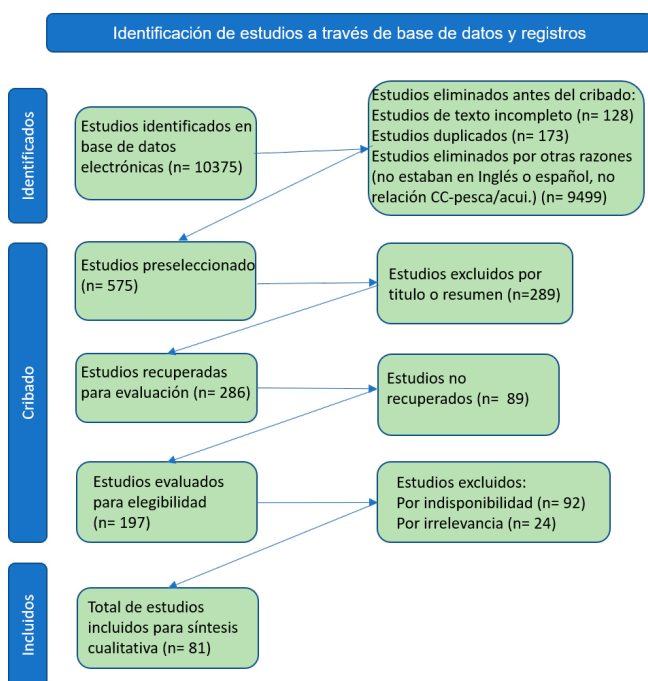 Identificación de estudios a través de base de datos y registros
Identificados
Estudios identificados en
base de datos
electrónicas (n= 10375)
Estudios eliminados antes del cribado:
Estudios de texto incompleto (n= 128)
Estudios duplicados (n= 173)
Estudios eliminados por otras razones
(no estaban en Inglés o español, no
relación CC-pesca/acui.) (n= 9499)
Cribado
Estudios preseleccionado
(n= 575)
Estudios excluidos por
titulo o resumen (n=289)
Estudios recuperadas
para evaluación (n= 286)
Estudios no
recuperados (n= 89)
Estudios evaluados
para elegibilidad
(n= 197)
Estudios excluidos:
Por indisponibilidad (n= 92)
Por irrelevancia (n= 24)
Incluidos
Total de estudios
incluidos para síntesis
cualitativa (n= 81)